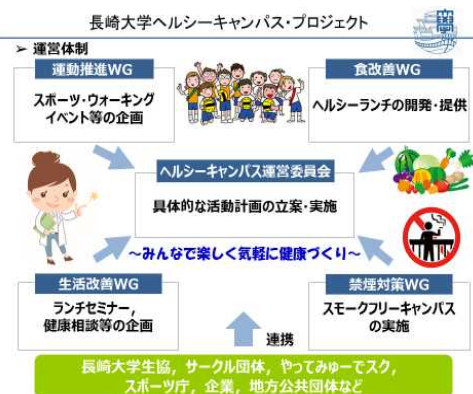 長崎大学ヘルシーキャンパス・プロジェクト
➢ 運営体制
運動推進WG
スポーツ・ウォーキング
イベント等の企画
食改善WG
ヘルシーランチの開発・提供
ヘルシーキャンパス運営委員会
具体的な活動計画の立案・実施
～みんなで楽しく気軽に健康づくり～
生活改善WG
ランチセミナー，
健康相談等の企画
禁煙対策WG
スモークフリーキャンパス
の実施
連携
長崎大学生協，サークル団体，やってみゅーでスク，
スポーツ庁，企業，地方公共団体など